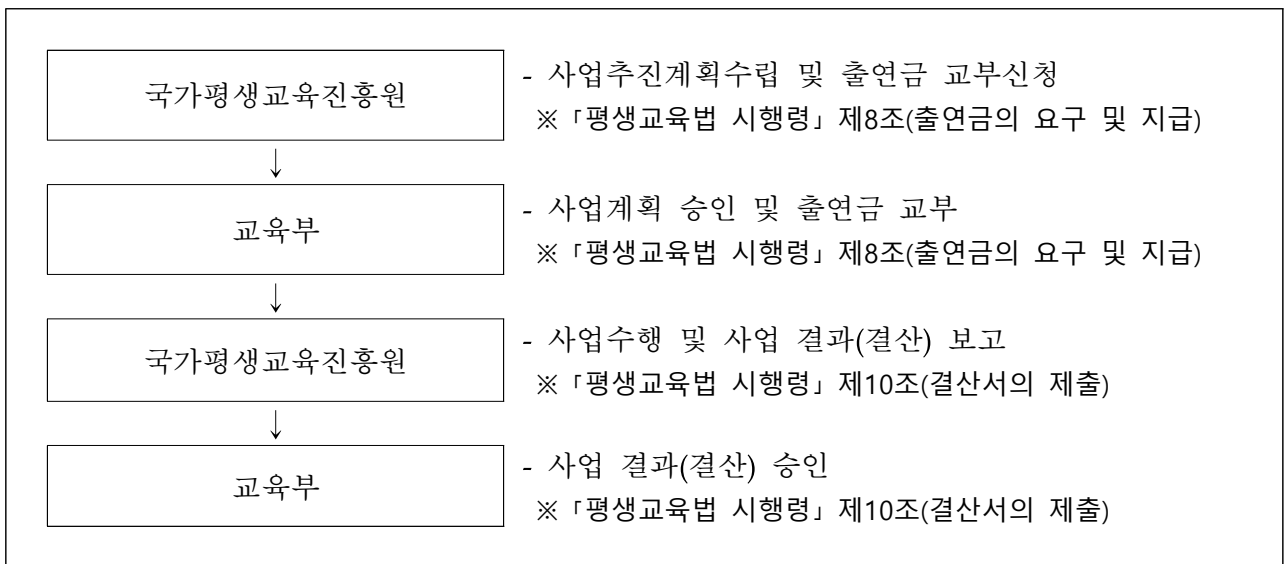 국가평생교육진흥원
- 사업추진계획수립 및 출연금 교부신청
※「평생교육법 시행령」제8조(출연금의 요구 및 지급)
↓
교육부
- 사업계획 승인 및 출연금 교부
※「평생교육법 시행령」제8조(출연금의 요구 및 지급)
↓
국가평생교육진흥원
- 사업수행 및 사업 결과(결산) 보고
※「평생교육법 시행령」제10조(결산서의 제출)
↓
교육부
- 사업 결과(결산) 승인
※「평생교육법 시행령」제10조(결산서의 제출)